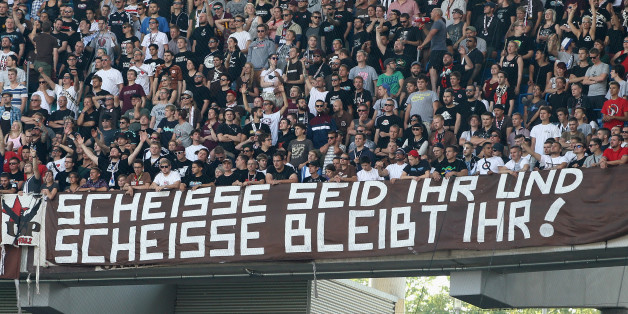 SCHEISSE SEID IHR UND
SCHEISSE BLEIBT IHR!